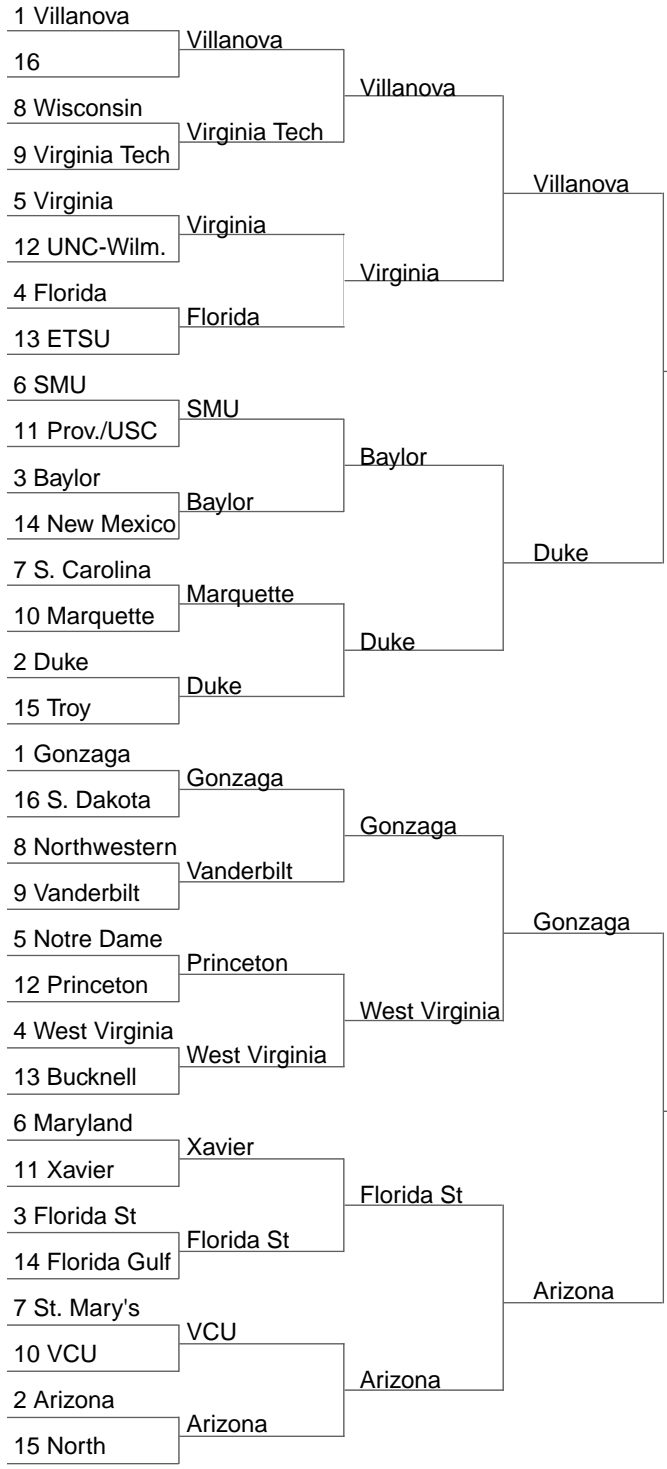 1 Villanova
16
8 Wisconsin
9 Virginia Tech
5 Virginia
12 UNC-Wilm.
4 Florida
13 ETSU
6 SMU
11 Prov./USC
3 Baylor
14 New Mexico
7 S. Carolina
10 Marquette
2 Duke
15 Troy
1 Gonzaga
16 S. Dakota
8 Northwestern
9 Vanderbilt
5 Notre Dame
12 Princeton
4 West Virginia
13 Bucknell
6 Maryland
11 Xavier
3 Florida St
14 Florida Gulf
7 St. Mary's
10 VCU
2 Arizona
15 North
Villanova
Virginia Tech
Virginia
Florida
SMU
Baylor
Marquette
Duke
Gonzaga
Vanderbilt
Princeton
West Virginia
Xavier
Florida St
VCU
Arizona
Villanova
Virginia
Baylor
Duke
Gonzaga
West Virginia
Florida St
Arizona
Villanova
Duke
Gonzaga
Arizona